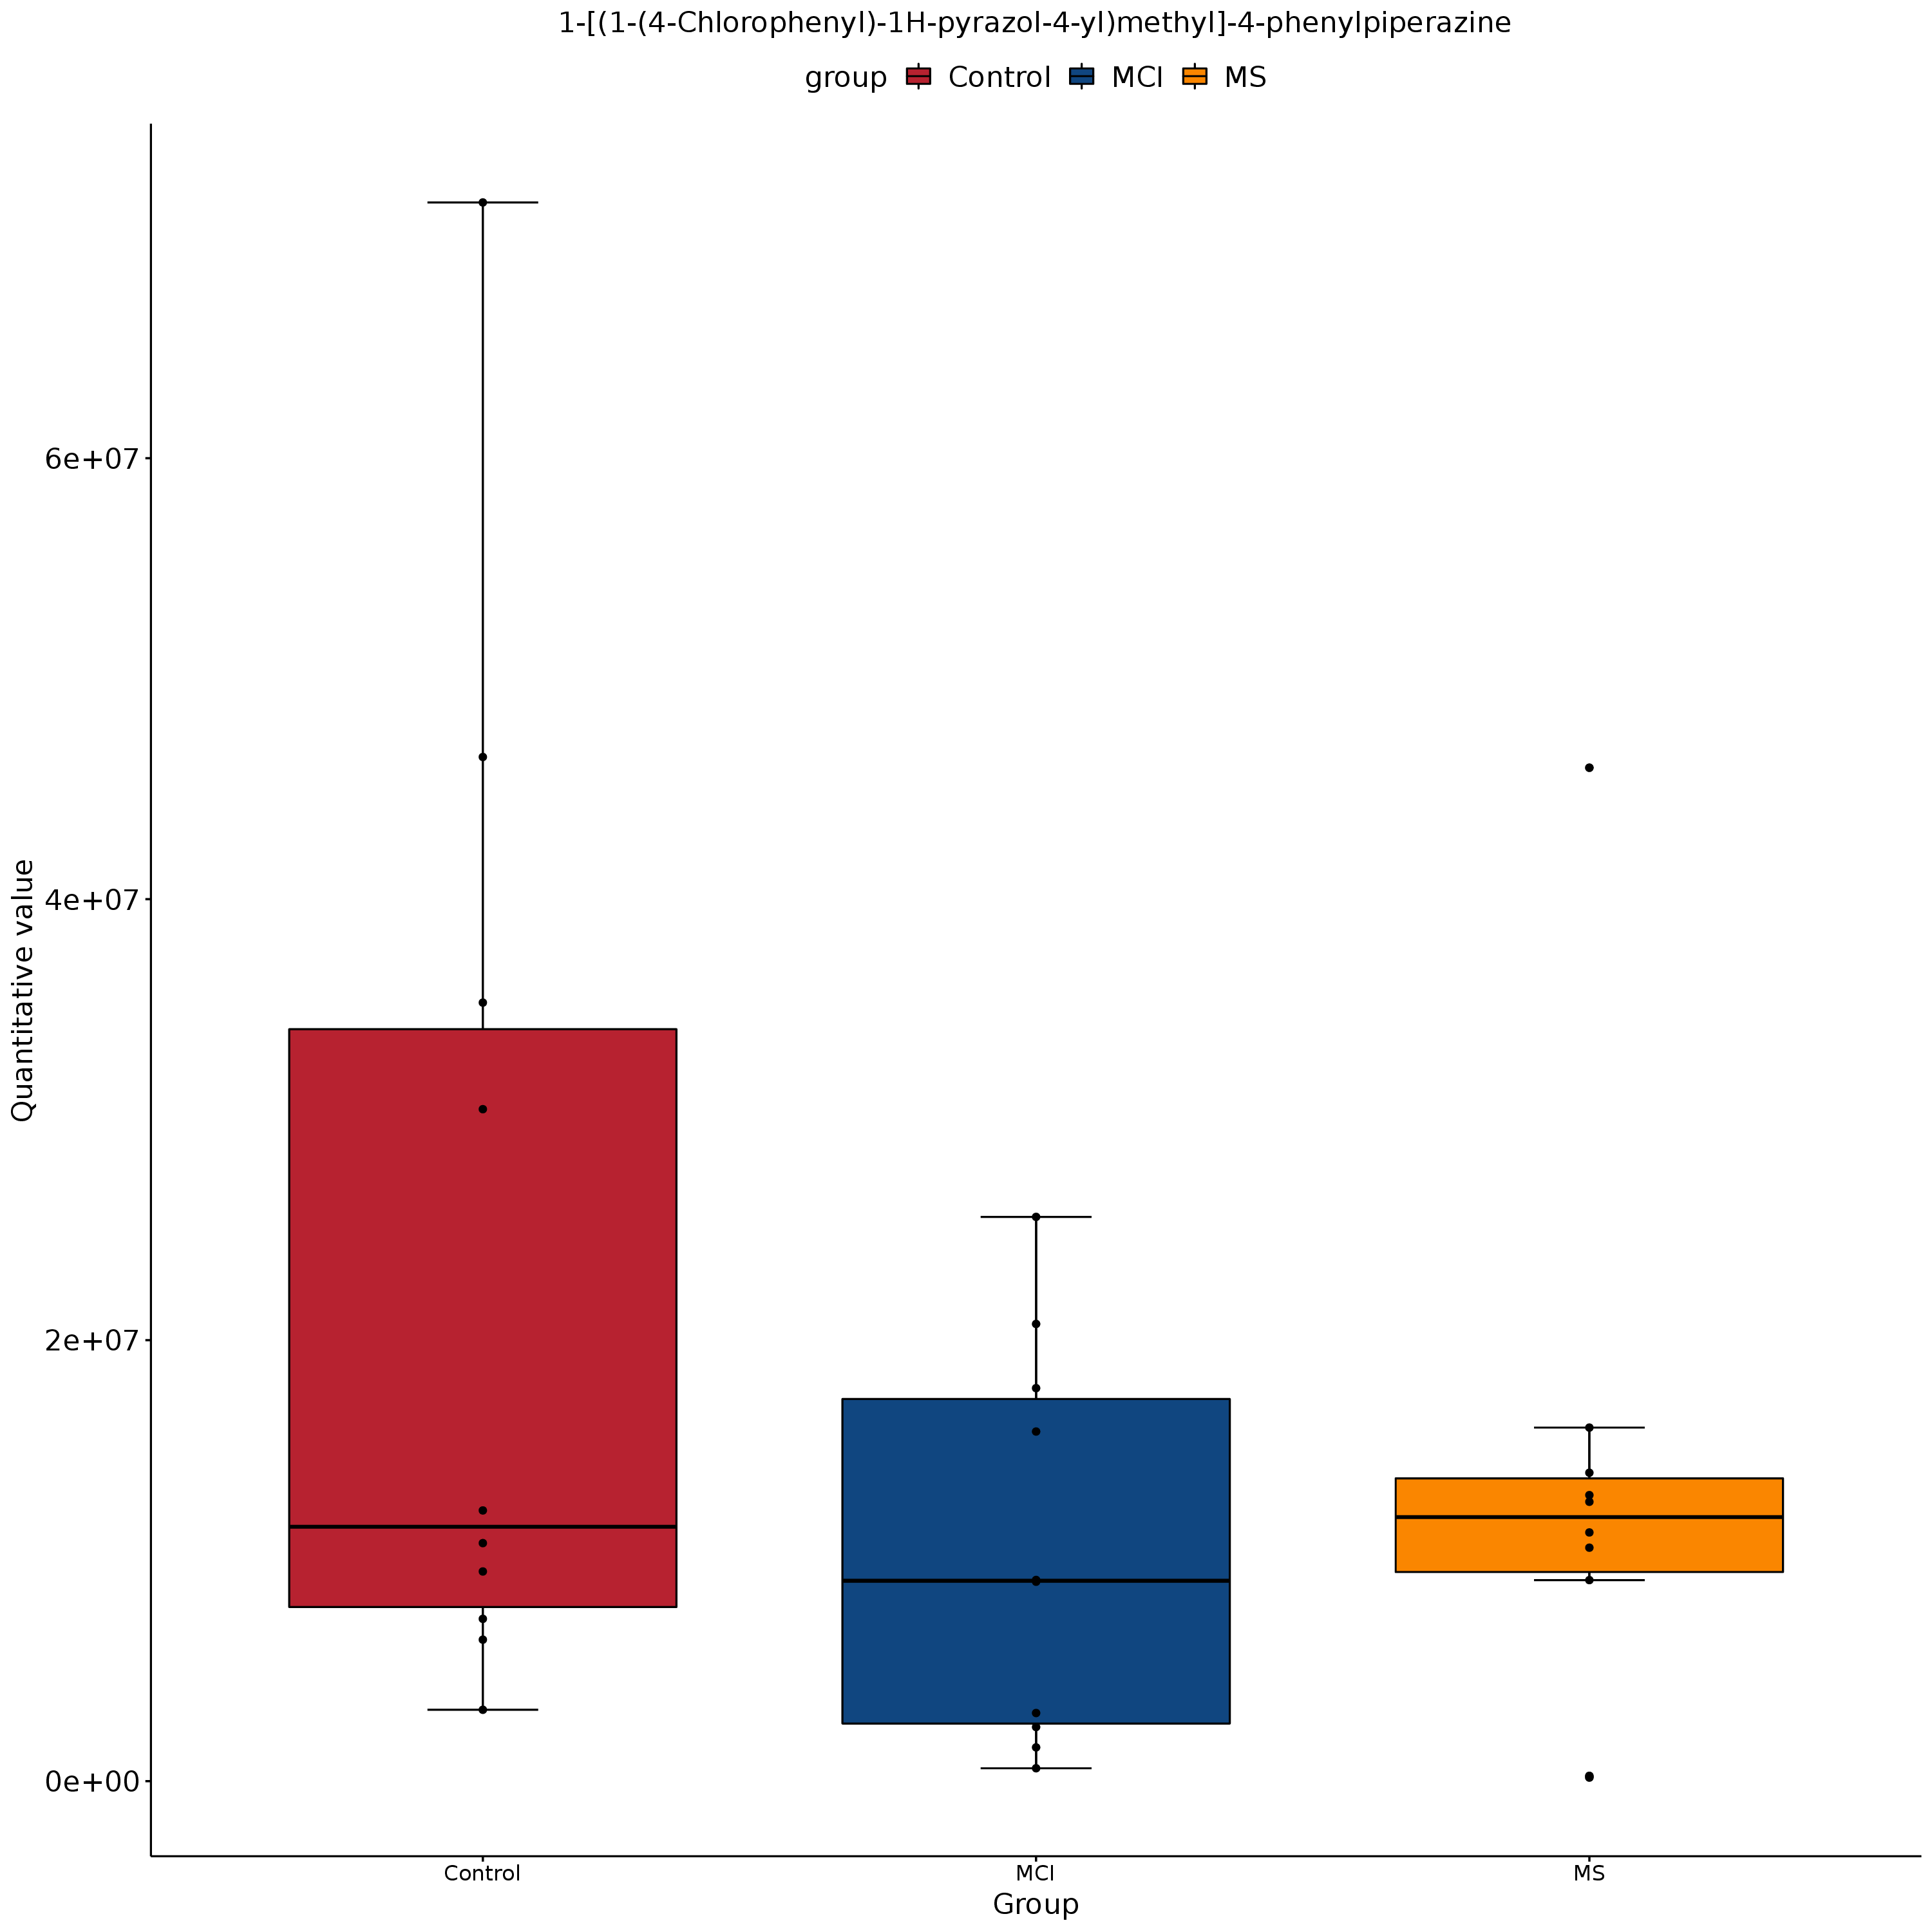 1-[(1-(4-Chlorophenyl)-1H-pyrazol-4-yl)methyl]-4-phenylpiperazine
group Control MCI MS
Quantitative value
6e+07
4e+07
2e+07
0e+00
Control MCI MS
Group